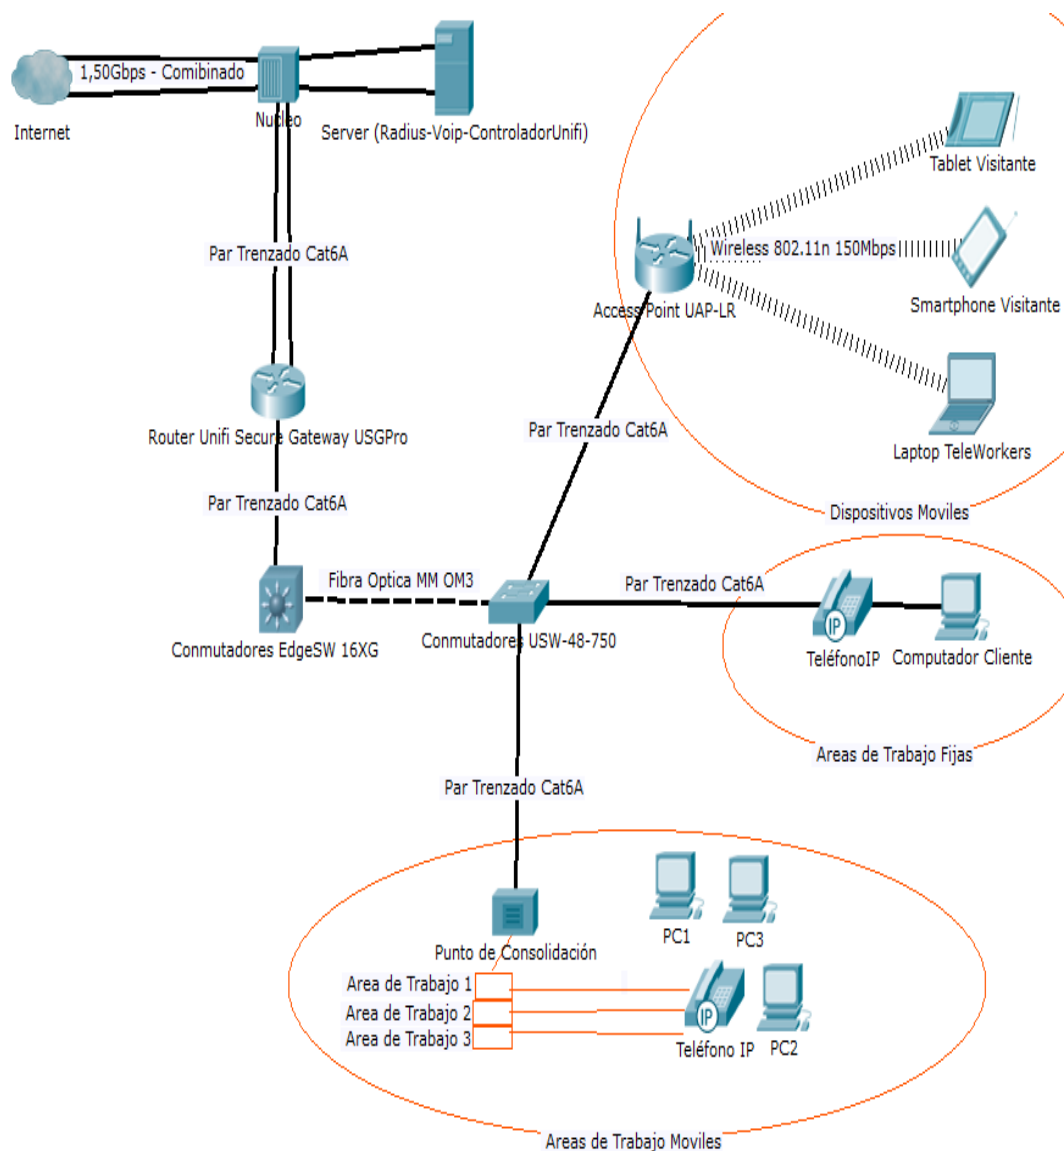 1,50Gbps - Comibinado
Internet
Nucleo
Server (Radius-Voip-ControladorUnifi)
Tablet Visitante
Par Trenzado Cat6A
Wireless 802.11n 150Mbps
Access Point UAP-LR
Smartphone Visitante
Router Unifi Secure Gateway USGPro
Par Trenzado Cat6A
Laptop TeleWorkers
Par Trenzado Cat6A
Dispositivos Moviles
Fibra Optica MM OM3
Par Trenzado Cat6A
Conmutadores EdgeSW 16XG
Conmutadores USW-48-750
IP
TeléfonoIP
Computador Cliente
Areas de Trabajo Fijas
Par Trenzado Cat6A
PC1
PC3
Punto de Consolidación
Area de Trabajo 1
Area de Trabajo 2
Area de Trabajo 3
IP
Teléfono IP
PC2
Areas de Trabajo Moviles